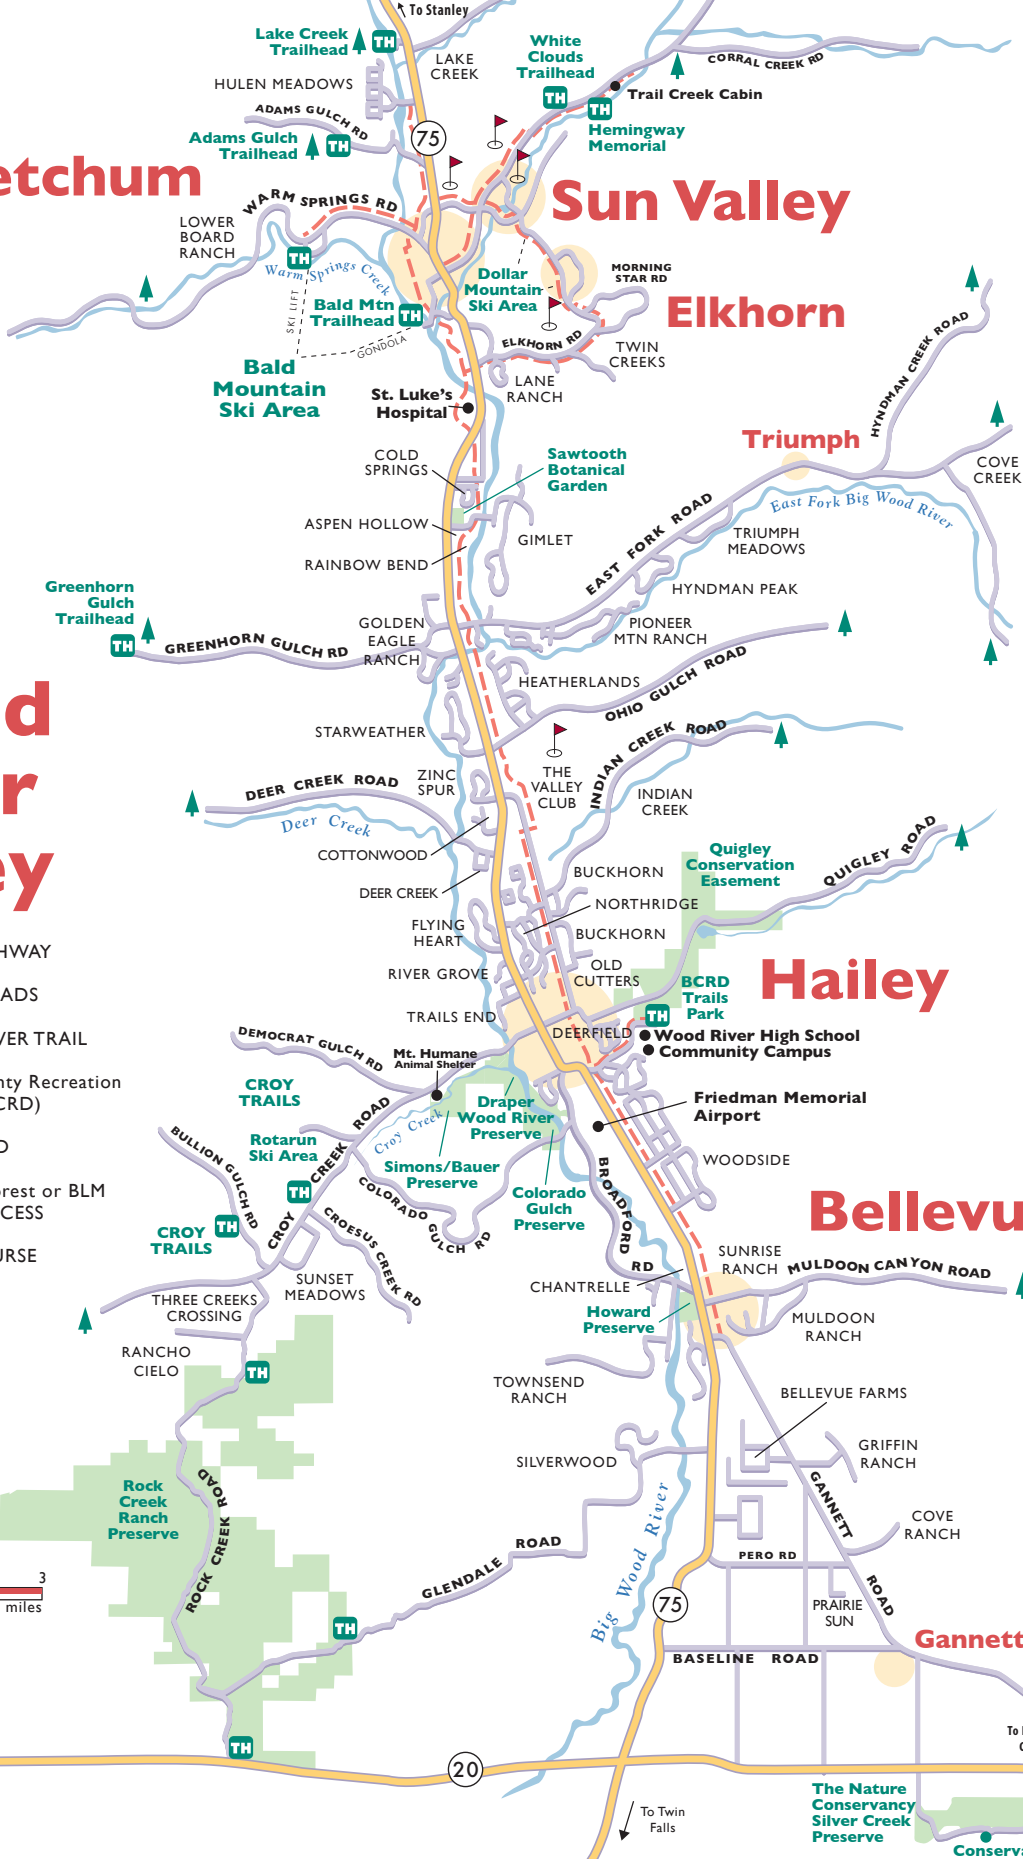 To Stanley
Lake Creek
Trailhead
TH
LAKE
CREEK
White
Clouds
Trailhead
TH
CORRAL CREEK RD
Trail Creek Cabin
HULEN MEADOWS
ADAMS GULCH RD
Adams Gulch
Trailhead
TH
75
TH
Hemingway
Memorial
etchum
WARM SPRINGS RD
Sun Valley
LOWER
BOARD
RANCH
TH
Warm Springs Creek
SKI LIFT
Bald Mtn
Trailhead
TH
GONDOLA
Dollar
Mountain
Ski Area
MORNING
STAR RD
Elkhorn
ELKHORN RD
TWIN
CREEKS
Bald
Mountain
Ski Area
LANE
RANCH
St. Luke's
Hospital
HYNDMAN CREEK ROAD
Triumph
COVE
CREEK
COLD
SPRINGS
Sawtooth
Botanical
Garden
East Fork Big Wood River
ASPEN HOLLOW
GIMLET
EAST FORK ROAD
TRIUMPH
MEADOWS
RAINBOW BEND
HYNDMAN PEAK
Greenhorn
Gulch
Trailhead
TH
GREENHORN GULCH RD
GOLDEN
EAGLE
RANCH
PIONEER
MTN RANCH
HEATHERLANDS
OHIO GULCH ROAD
d
r
ey
STARWEATHER
THE
VALLEY
CLUB
INDIAN CREEK ROAD
INDIAN
CREEK
DEER CREEK ROAD
Deer Creek
ZINC
SPUR
COTTONWOOD
DEER CREEK
Quigley
Conservation
Easement
QUIGLEY ROAD
BUCKHORN
NORTHRIDGE
FLYING
HEART
BUCKHORN
RIVER GROVE
OLD
CUTTERS
Hailey
BCRD
Trails
Park
TH
TRAILS END
DEERFIELD
Wood River High School
Community Campus
HWAY
ADS
VER TRAIL
nty Recreation
CRD)
D
orest or BLM
CCESS
URSE
DEMOCRAT GULCH RD
Mt. Humane
Animal Shelter
CROY
TRAILS
Draper
Wood River
Preserve
Friedman Memorial
Airport
Croy Creek
BULLION GULCH RD
Rotarun
Ski Area
TH
CROY CREEK ROAD
Simons/Bauer
Preserve
COLORADO GULCH RD
Colorado
Gulch
Preserve
BROADFORD RD
WOODSIDE
CROY
TRAILS
TH
CROESUS CREEK RD
Bellevu
SUNRISE
RANCH
MULDOON CANYON ROAD
SUNSET
MEADOWS
CHANTRELLE
THREE CREEKS
CROSSING
Howard
Preserve
MULDOON
RANCH
RANCHO
CIELO
TH
TOWNSEND
RANCH
BELLEVUE FARMS
SILVERWOOD
GRIFFIN
RANCH
Rock
Creek
Ranch
Preserve
ROCK CREEK ROAD
GANNETT ROAD
COVE
RANCH
Big Wood River
GLENDALE ROAD
PERO RD
3
miles
75
PRAIRIE
SUN
TH
Gannett
BASELINE ROAD
TH
20
To
The Nature
Conservancy
Silver Creek
Preserve
To Twin
Falls
Conserva